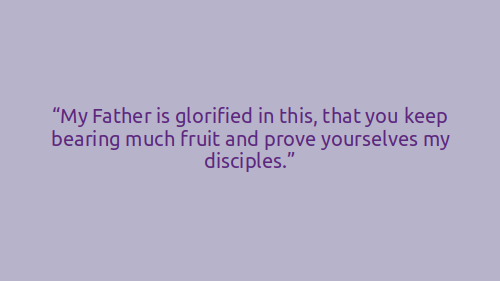 “My Father is glorified in this, that you keep
bearing much fruit and prove yourselves my
disciples.”